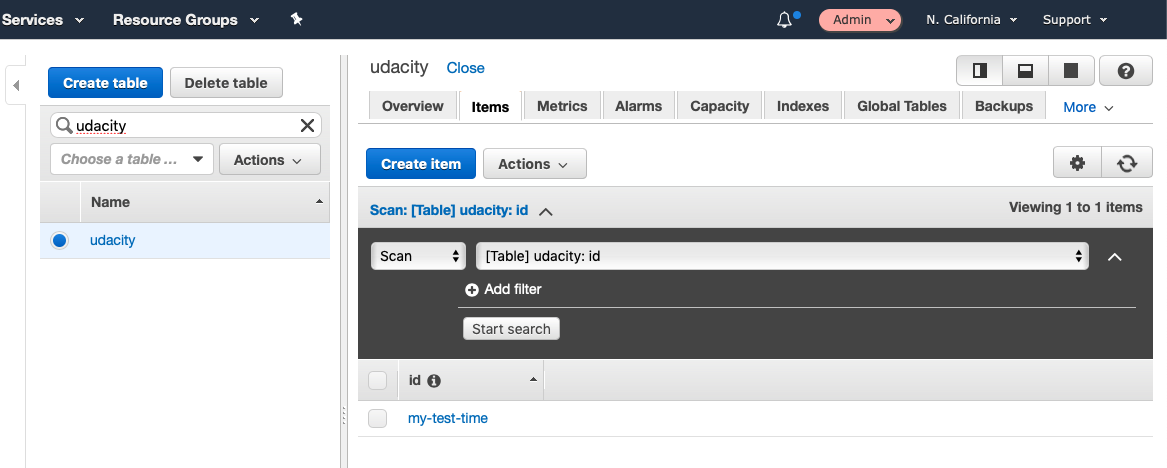 Services Resource Groups Admin N. California Support
Create table Delete table
udacity
Choose a table ... Actions
Name
udacity
udacity Close
Overview Items Metrics Alarms Capacity Indexes Global Tables Backups More
Create item Actions
Scan: [Table] udacity: id Viewing 1 to 1 items
Scan [Table] udacity: id
Add filter
Start search
id
my-test-time